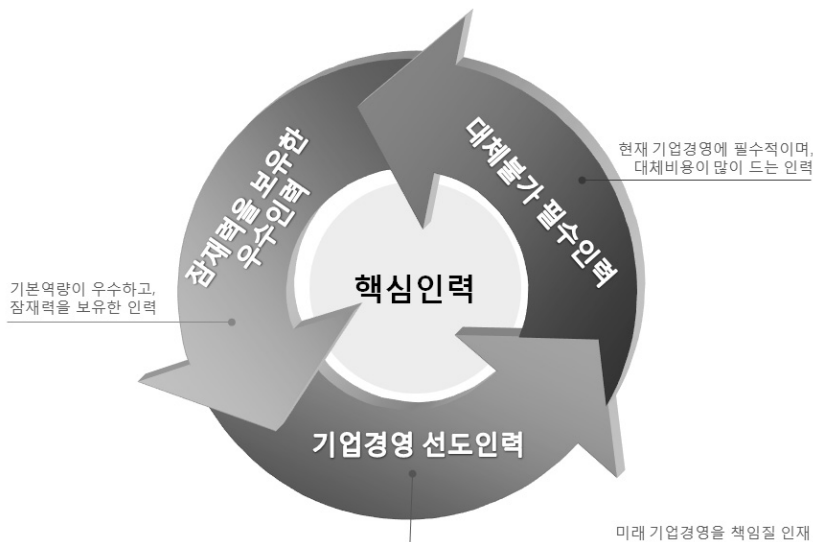 잠재력을 보유한
우수인력
대체불가 필수인력
현재 기업경영에 필수적이며,
대체비용이 많이 드는 인력
핵심인력
기본역량이 우수하고,
잠재력을 보유한 인력
기업경영 선도인력
미래 기업경영을 책임질 인재